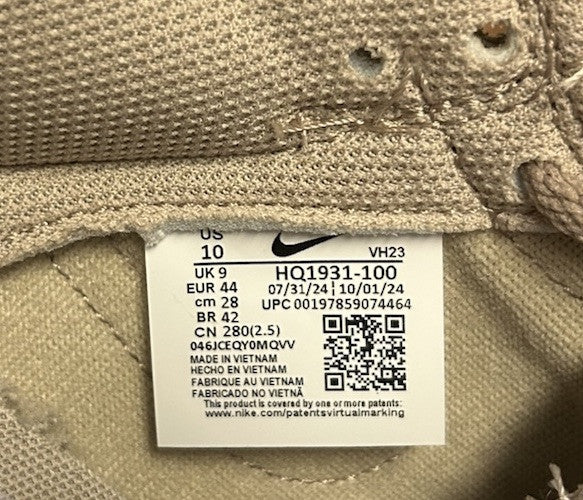 US
10
VH23
UK 9
HQ1931-100
EUR 44
07/31/24 | 10/01/24
cm 28
UPC 00197859074464
BR 42
CN 280(2.5)
046JCEQY0MQVV
MADE IN VIETNAM
HECHO EN VIETNAM
FABRIQUE AU VIETNAM
FABRICADO NO VIETNÃ
This product is covered by one or more patents:
www.nike.com/patentsvirtualmarking